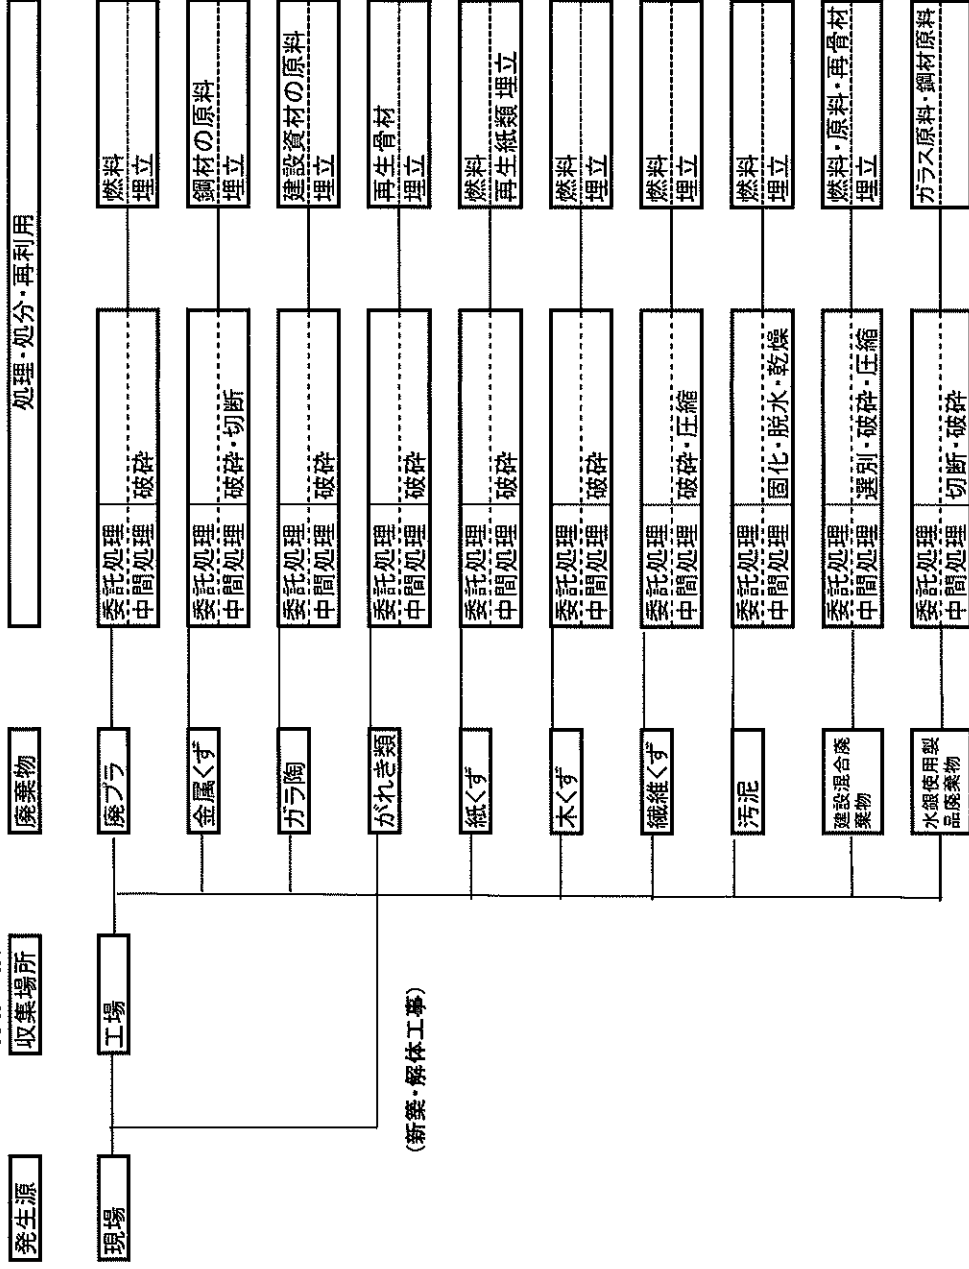 発生源
収集場所
廃棄物
処理・処分・再利用
現場
工場
(新築・解体工事)
廃プラ
委託処理
中間処理 破砕
燃料
埋立
金属くず
委託処理
中間処理 破砕・切断
鋼材の原料
埋立
ガラ陶
委託処理
中間処理 破砕
建設資材の原料
埋立
がれき類
委託処理
中間処理 破砕
再生骨材
埋立
紙くず
委託処理
中間処理 破砕
燃料
再生紙類 埋立
木くず
委託処理
中間処理 破砕
燃料
埋立
繊維くず
委託処理
中間処理 破砕・圧縮
燃料
埋立
汚泥
委託処理
中間処理 固化・脱水・乾燥
燃料
埋立
建設混合廃
棄物
委託処理
中間処理 選別・破砕・圧縮
燃料・原料・再骨材
埋立
水銀使用製
品廃棄物
委託処理
中間処理 切断・破砕
ガラス原料・鋼材原料